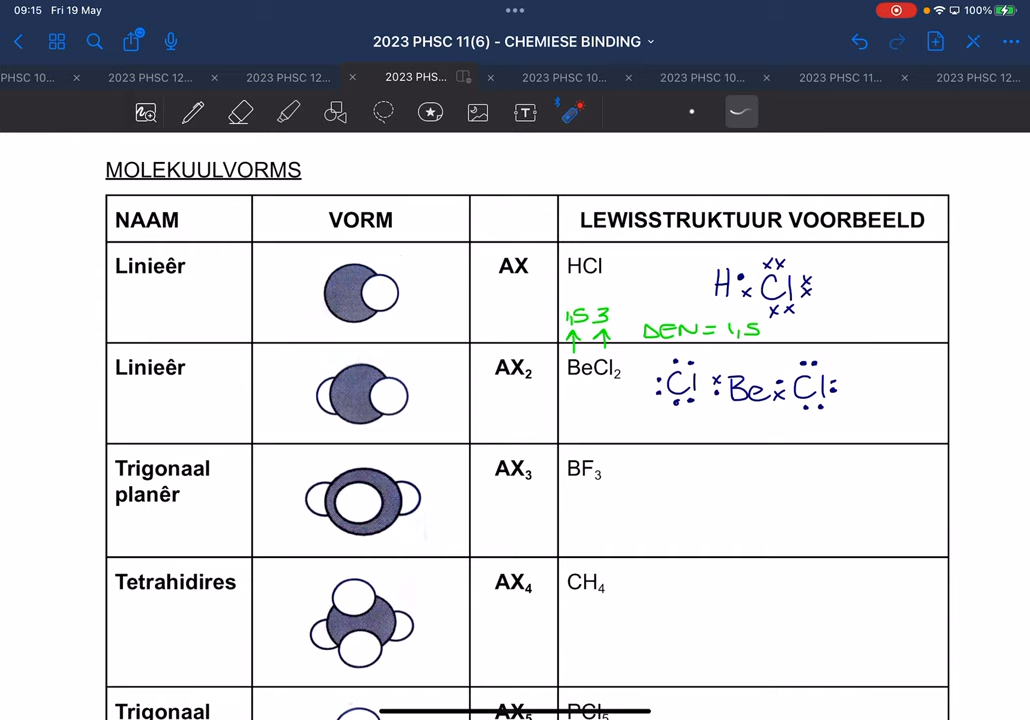 09:15 Fri 19 May
100%
2023 PHSC 11(6) - CHEMIESE BINDING
PHSC 10... 2023 PHSC 12... 2023 PHSC 12... 2023 PHS... 2023 PHSC 10... 2023 PHSC 10... 2023 PHSC 11... 2023 PHSC 12...
MOLEKUULVORMS
NAAM VORM LEWISSTRUKTUUR VOORBEELD
Linieêr AX HCl H Cl
1,5 3 DEN = 1,5
Linieêr AX₂ BeCl₂ Cl Be Cl
Trigonaal planêr AX₃ BF₃
Tetrahidires AX₄ CH₄
Trigonaal AX₅ PCl₅